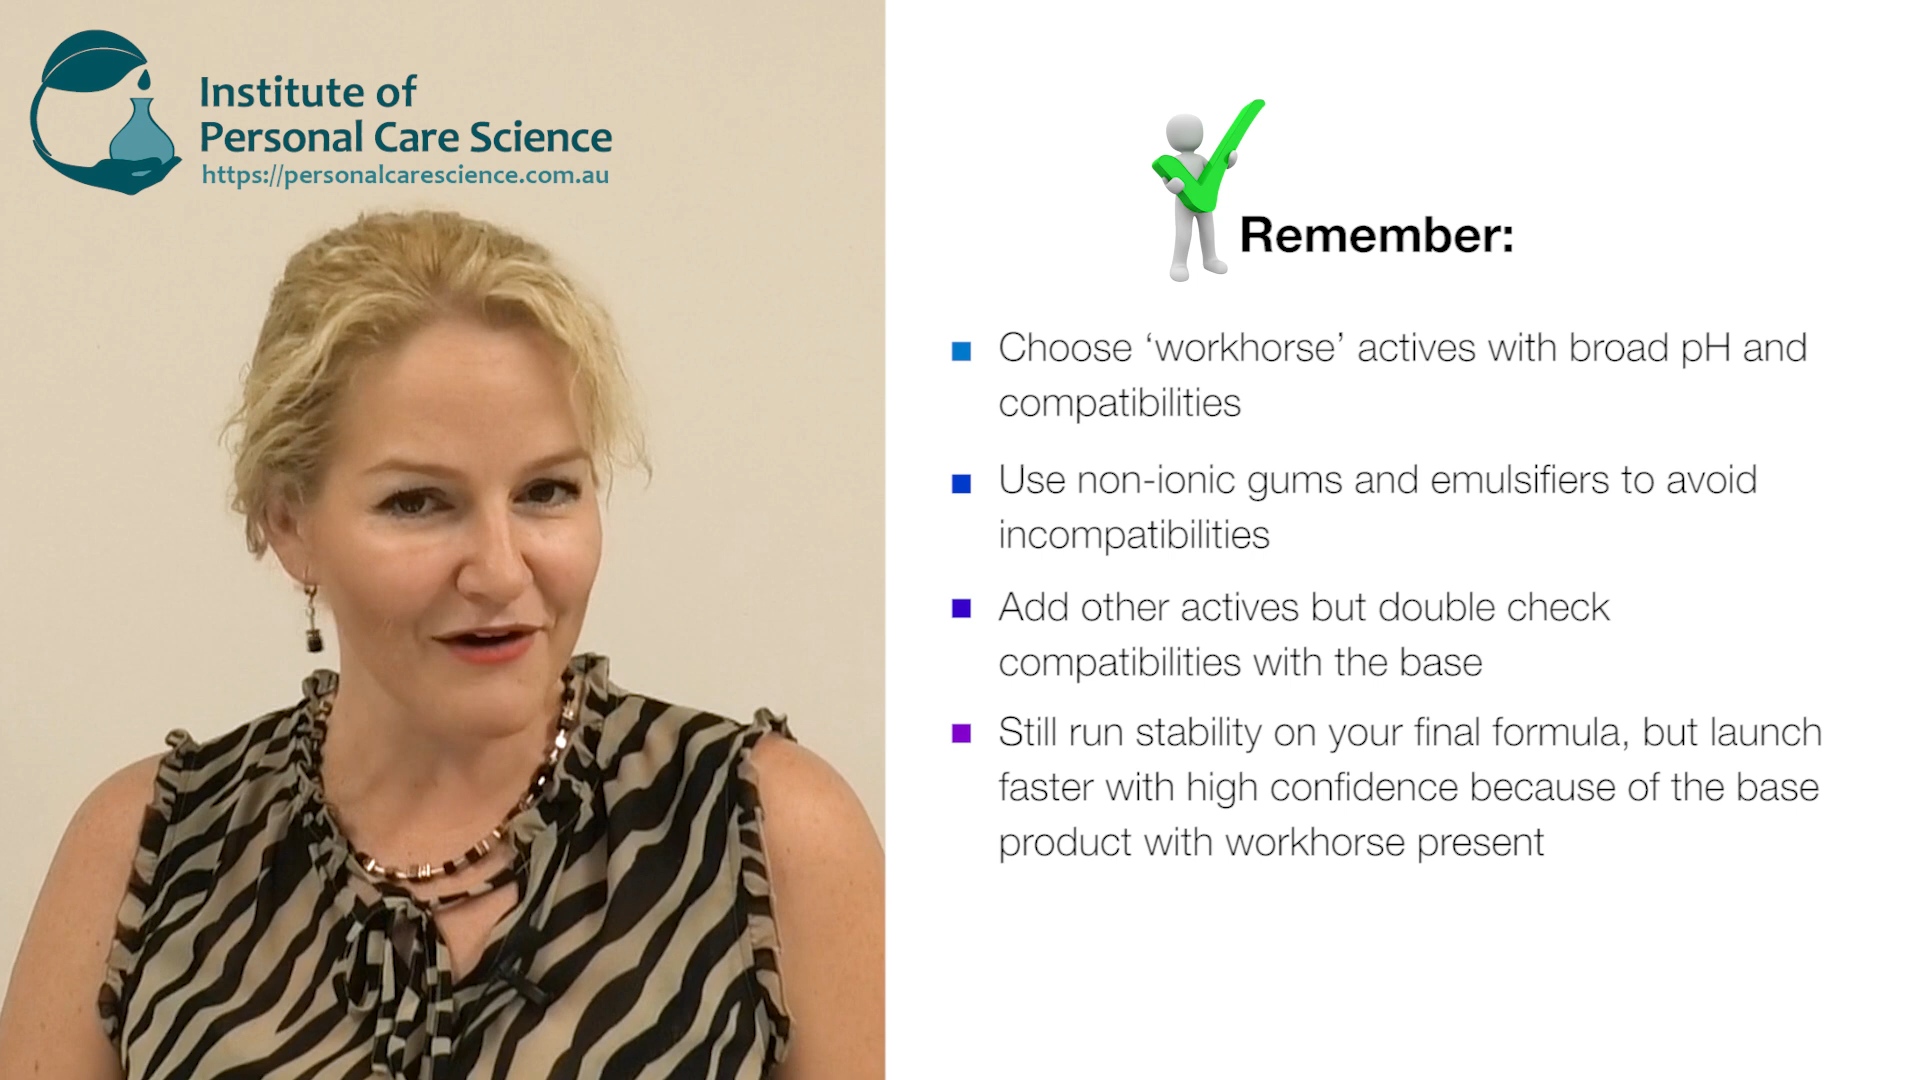 Institute of
Personal Care Science
https://personalcarescience.com.au
Remember:
Choose ‘workhorse’ actives with broad pH and
compatibilities
Use non-ionic gums and emulsifiers to avoid
incompatibilities
Add other actives but double check
compatibilities with the base
Still run stability on your final formula, but launch
faster with high confidence because of the base
product with workhorse present